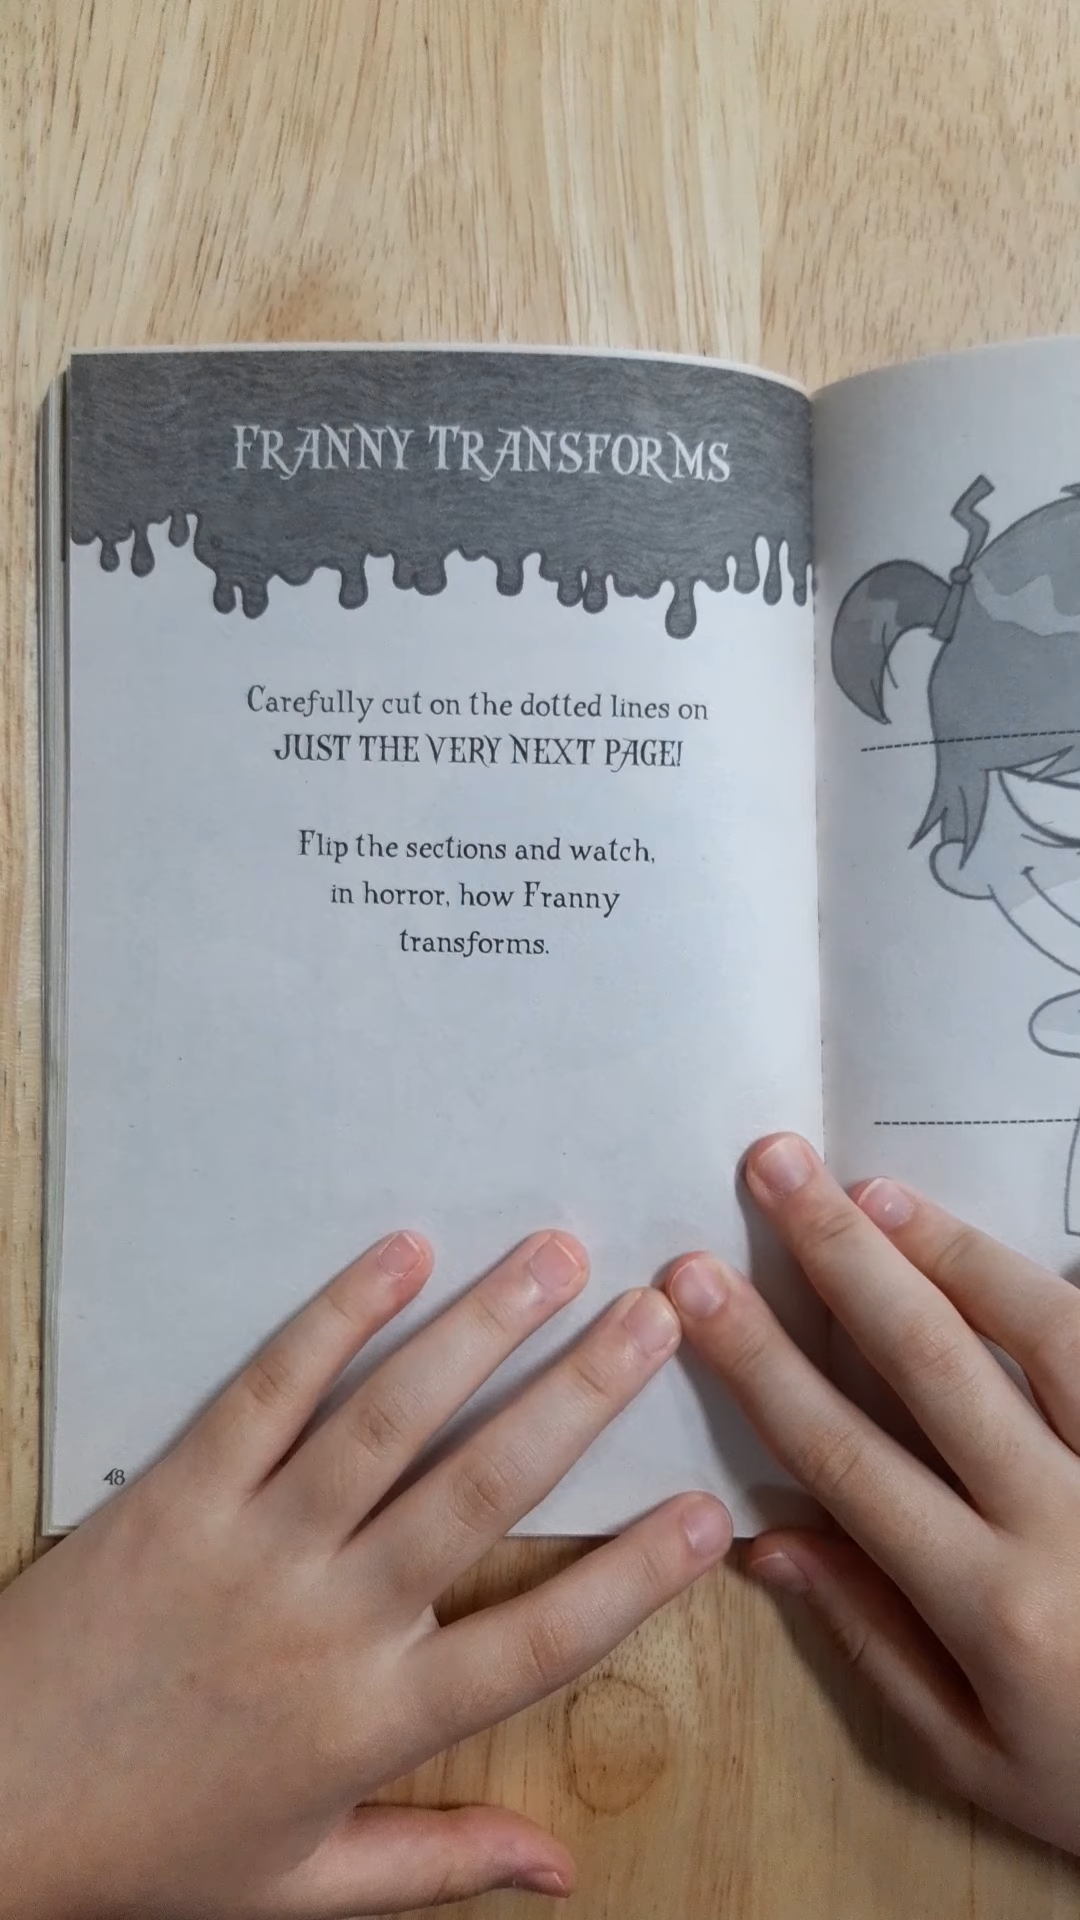 FRANNY TRANSFORMS
Carefully cut on the dotted lines on
JUST THE VERY NEXT PAGE!
Flip the sections and watch,
in horror, how Franny
transforms.
48